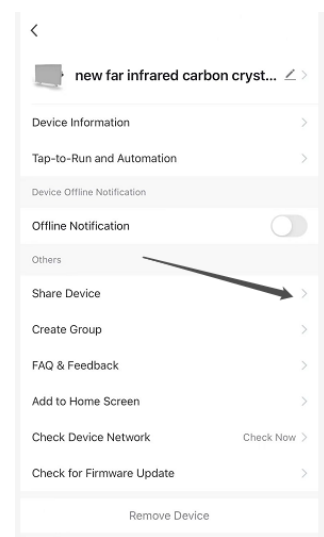 new far infrared carbon cryst...
Device Information
Tap-to-Run and Automation
Device Offline Notification
Offline Notification
Others
Share Device
Create Group
FAQ & Feedback
Add to Home Screen
Check Device Network Check Now
Check for Firmware Update
Remove Device